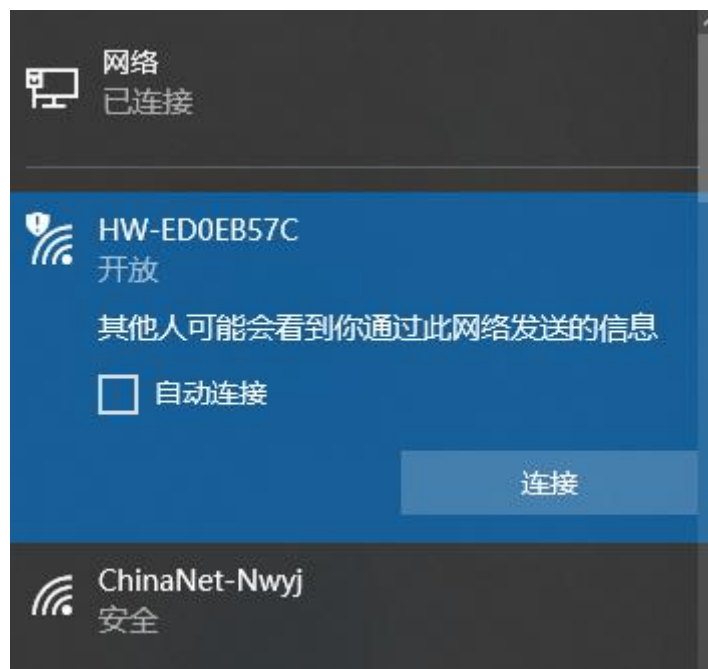 网络
已连接
HW-ED0EB57C
开放
其他人可能会看到你通过此网络发送的信息
自动连接
连接
ChinaNet-Nwyj
安全